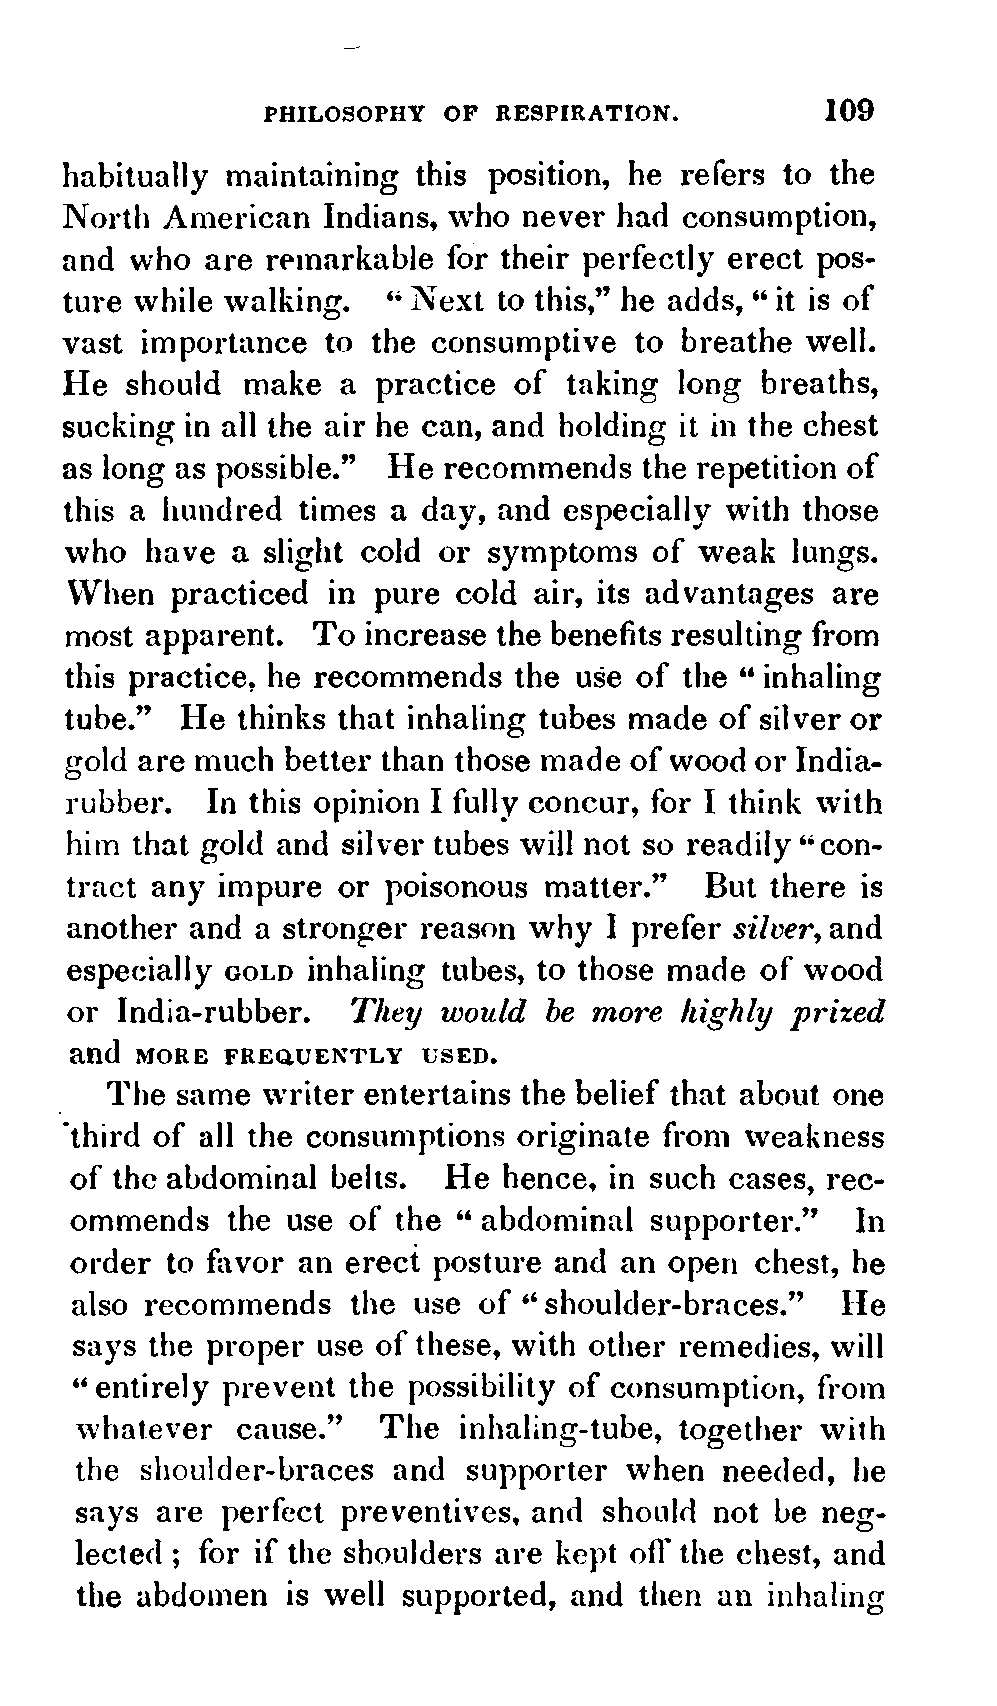 PHILOSOPHY OF RESPIRATION. 109
habitually maintaining this position, he refers to the
North American Indians, who never had consumption,
and who are remarkable for their perfectly erect pos-
ture while walking. “Next to this,” he adds, “it is of
vast importance to the consumptive to breathe well.
He should make a practice of taking long breaths,
sucking in all the air he can, and holding it in the chest
as long as possible.” He recommends the repetition of
this a hundred times a day, and especially with those
who have a slight cold or symptoms of weak lungs.
When practiced in pure cold air, its advantages are
most apparent. To increase the benefits resulting from
this practice, he recommends the use of the “inhaling
tube.” He thinks that inhaling tubes made of silver or
gold are much better than those made of wood or India-
rubber. In this opinion I fully concur, for I think with
him that gold and silver tubes will not so readily “con-
tract any impure or poisonous matter.” But there is
another and a stronger reason why I prefer silver, and
especially GOLD inhaling tubes, to those made of wood
or India-rubber. They would be more highly prized
and MORE FREQUENTLY USED.
The same writer entertains the belief that about one
third of all the consumptions originate from weakness
of the abdominal belts. He hence, in such cases, rec-
ommends the use of the “abdominal supporter.” In
order to favor an erect posture and an open chest, he
also recommends the use of “shoulder-braces.” He
says the proper use of these, with other remedies, will
“entirely prevent the possibility of consumption, from
whatever cause.” The inhaling-tube, together with
the shoulder-braces and supporter when needed, he
says are perfect preventives, and should not be neg-
lected; for if the shoulders are kept off the chest, and
the abdomen is well supported, and then an inhaling